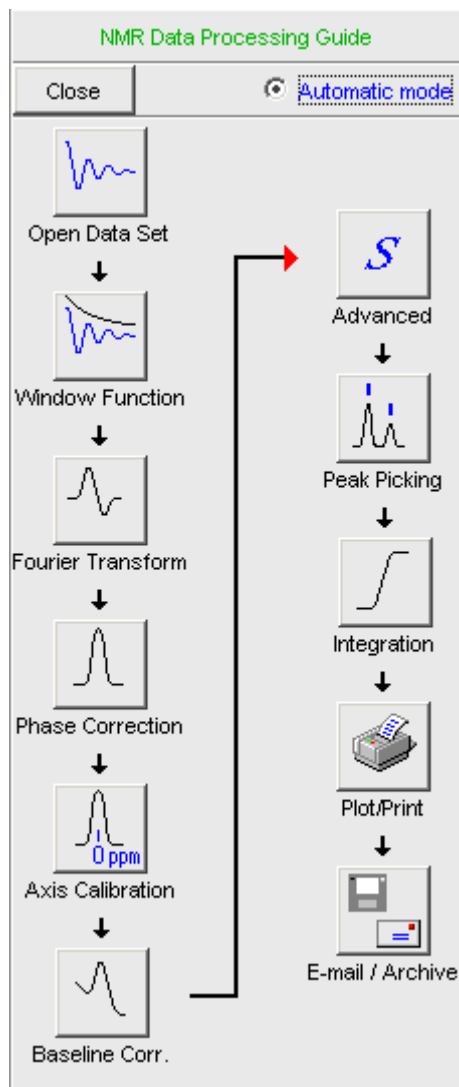 NMR Data Processing Guide
Close
Automatic mode
Open Data Set
Window Function
Fourier Transform
Phase Correction
0 ppm
Axis Calibration
Baseline Corr.
S
Advanced
Peak Picking
Integration
Plot/Print
E-mail / Archive